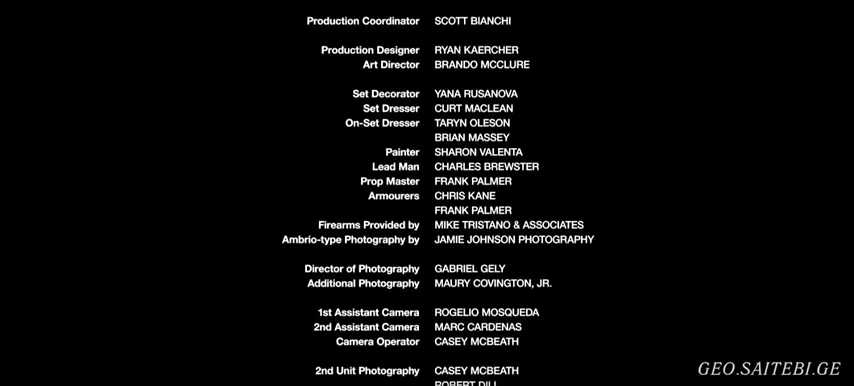 Production Coordinator SCOTT BIANCHI
Production Designer RYAN KAERCHER
Art Director BRANDO MCCLURE
Set Decorator YANA RUSANOVA
Set Dresser CURT MACLEAN
On-Set Dresser TARYN OLESON
BRIAN MASSEY
Painter SHARON VALENTA
Lead Man CHARLES BREWSTER
Prop Master FRANK PALMER
Armourers CHRIS KANE
FRANK PALMER
Firearms Provided by MIKE TRISTANO & ASSOCIATES
Ambrio-type Photography by JAMIE JOHNSON PHOTOGRAPHY
Director of Photography GABRIEL GELY
Additional Photography MAURY COVINGTON, JR.
1st Assistant Camera ROGELIO MOSQUEDA
2nd Assistant Camera MARC CARDENAS
Camera Operator CASEY MCBEATH
2nd Unit Photography CASEY MCBEATH
ROBERT DILL
GEO.SAITEBI.GE